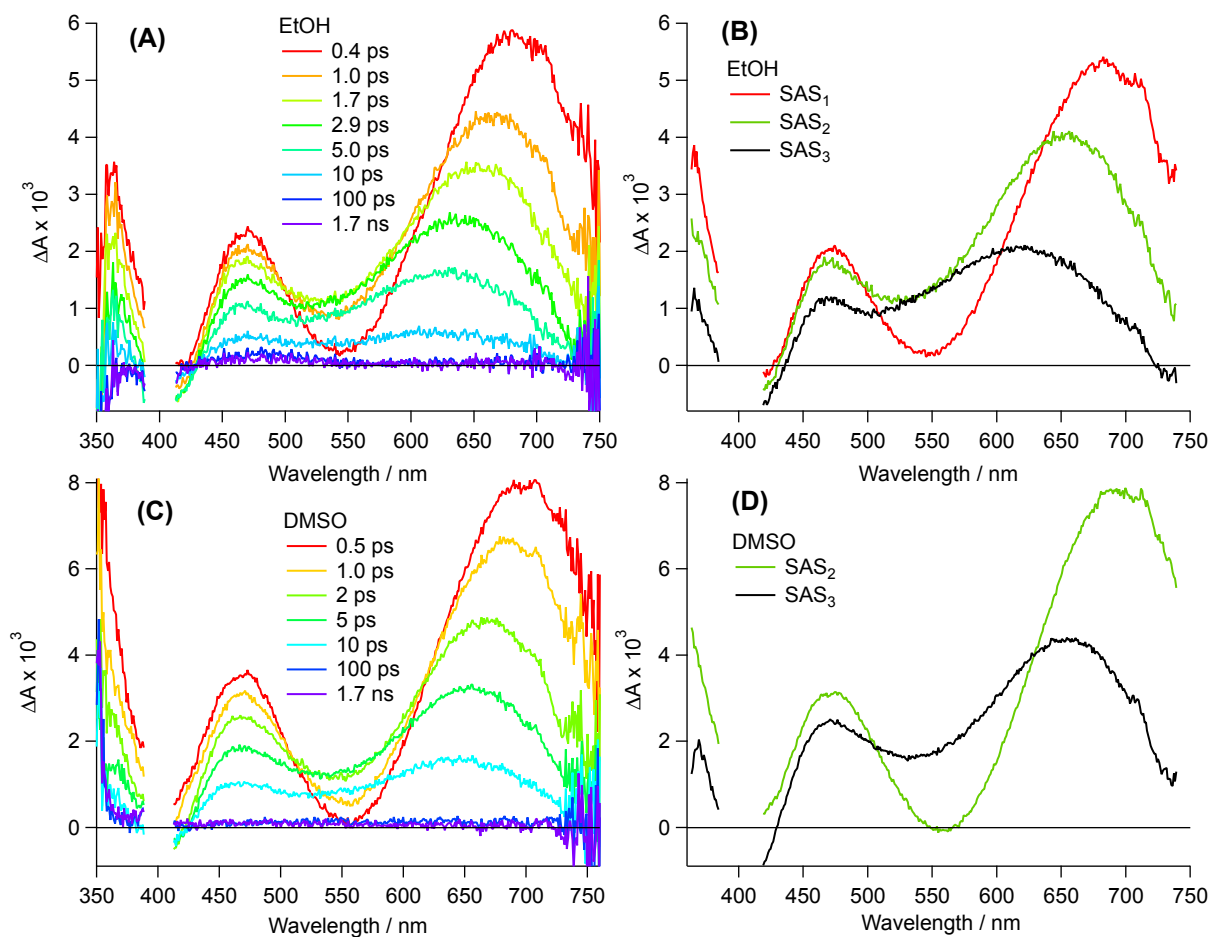 (A)
EtOH
0.4 ps
1.0 ps
1.7 ps
2.9 ps
5.0 ps
10 ps
100 ps
1.7 ns
6
5
4
3
2
1
0
ΔA x 10³
350 400 450 500 550 600 650 700 750
Wavelength / nm
(B)
EtOH
SAS₁
SAS₂
SAS₃
6
5
4
3
2
1
0
ΔA x 10³
400 450 500 550 600 650 700 750
Wavelength / nm
(C)
DMSO
0.5 ps
1.0 ps
2 ps
5 ps
10 ps
100 ps
1.7 ns
8
6
4
2
0
ΔA x 10³
350 400 450 500 550 600 650 700 750
Wavelength / nm
(D)
DMSO
SAS₂
SAS₃
8
6
4
2
0
ΔA x 10³
400 450 500 550 600 650 700 750
Wavelength / nm